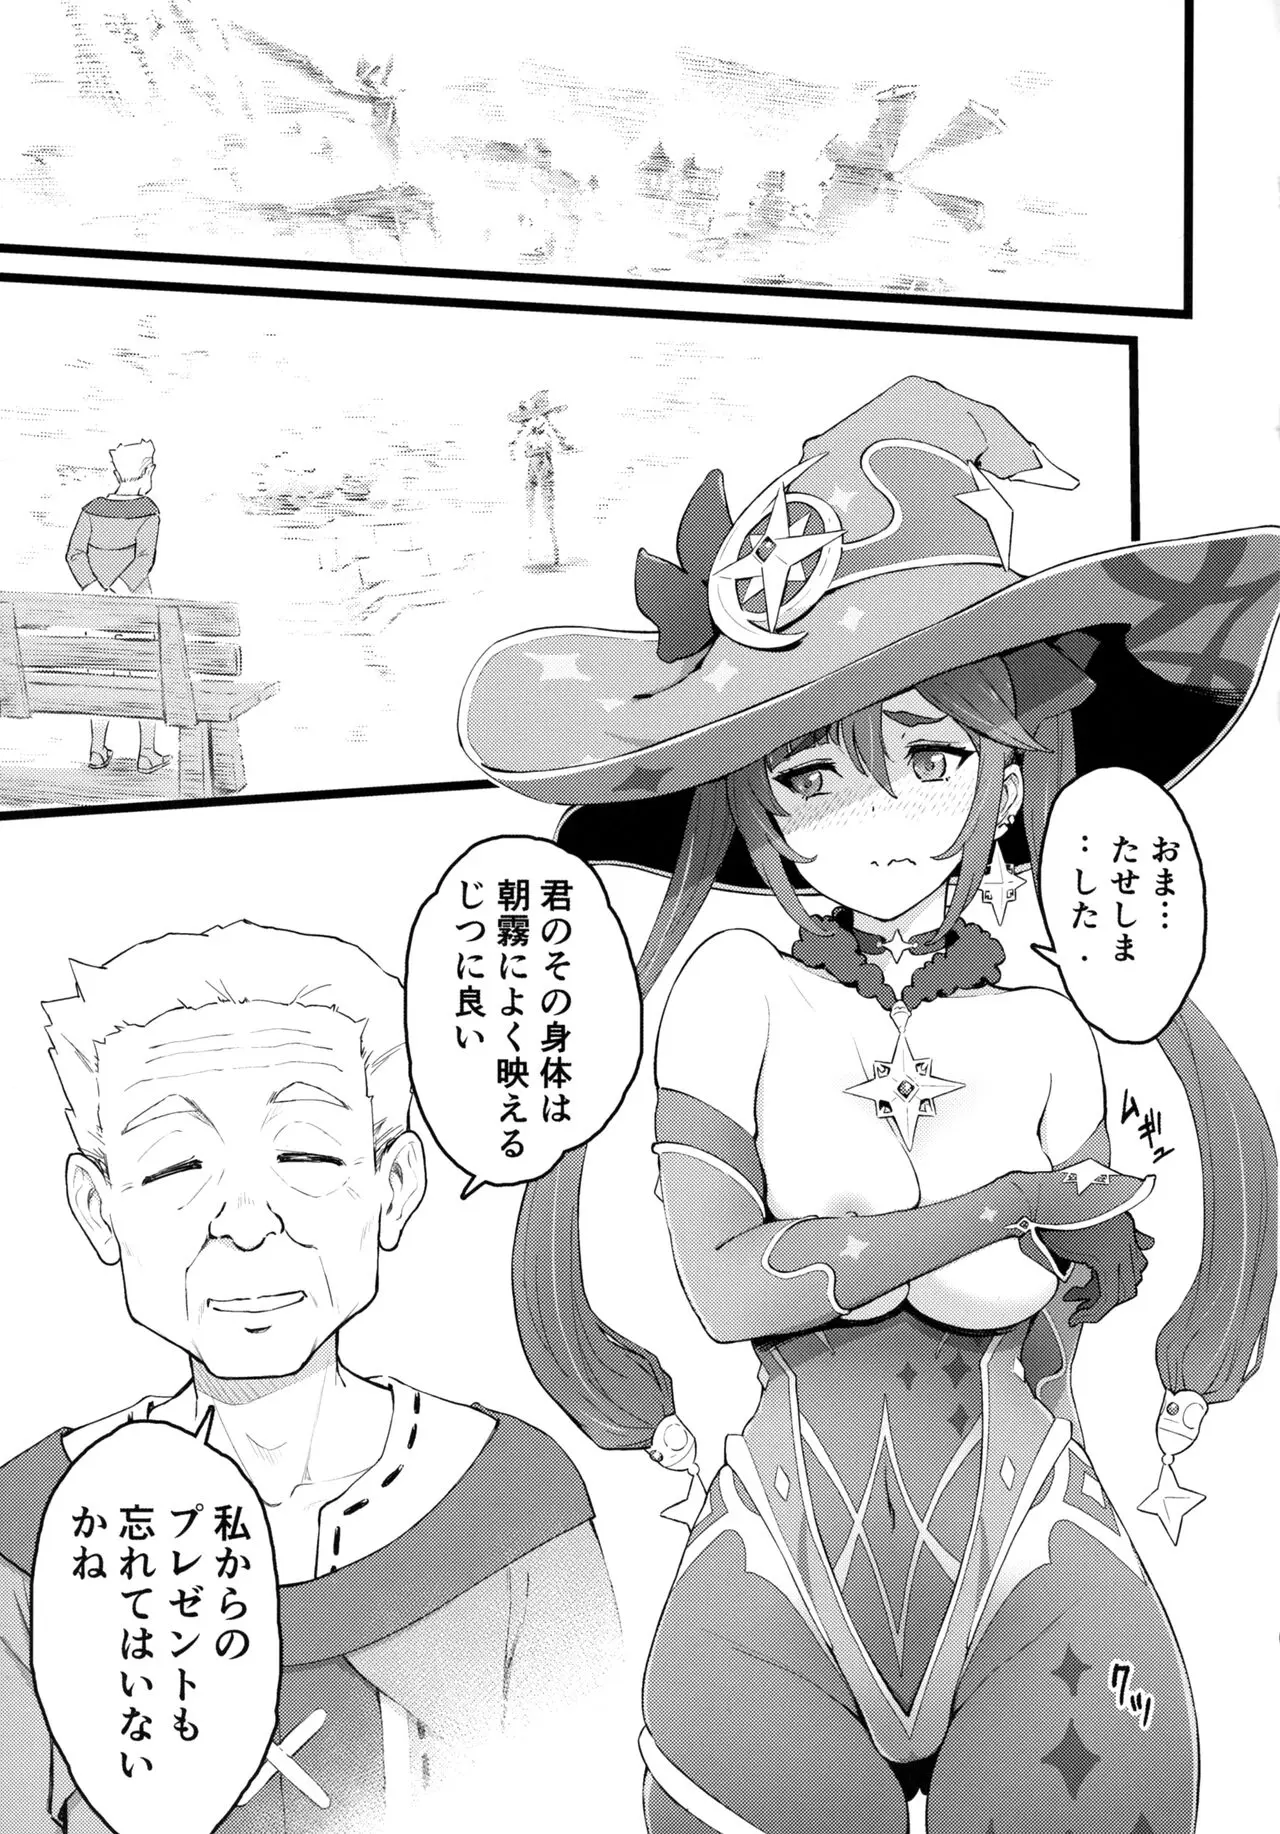 おま…
たせしま
‥した．
ムギュ
君のその身体は
朝霧によく映える
じつに良い
私からの
プレゼントも
忘れてはいない
かね
クッ